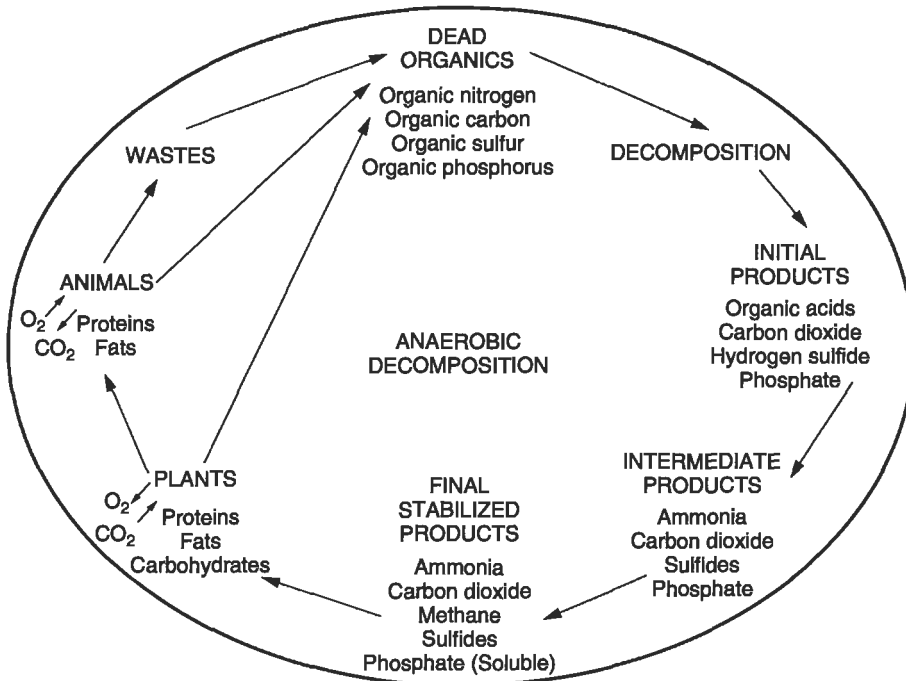 DEAD
ORGANICS
Organic nitrogen
Organic carbon
Organic sulfur
Organic phosphorus
DECOMPOSITION
INITIAL
PRODUCTS
Organic acids
Carbon dioxide
Hydrogen sulfide
Phosphate
INTERMEDIATE
PRODUCTS
Ammonia
Carbon dioxide
Sulfides
Phosphate
FINAL
STABILIZED
PRODUCTS
Ammonia
Carbon dioxide
Methane
Sulfides
Phosphate (Soluble)
PLANTS
O₂
CO₂
Proteins
Fats
Carbohydrates
ANIMALS
O₂
CO₂
Proteins
Fats
WASTES
ANAEROBIC
DECOMPOSITION